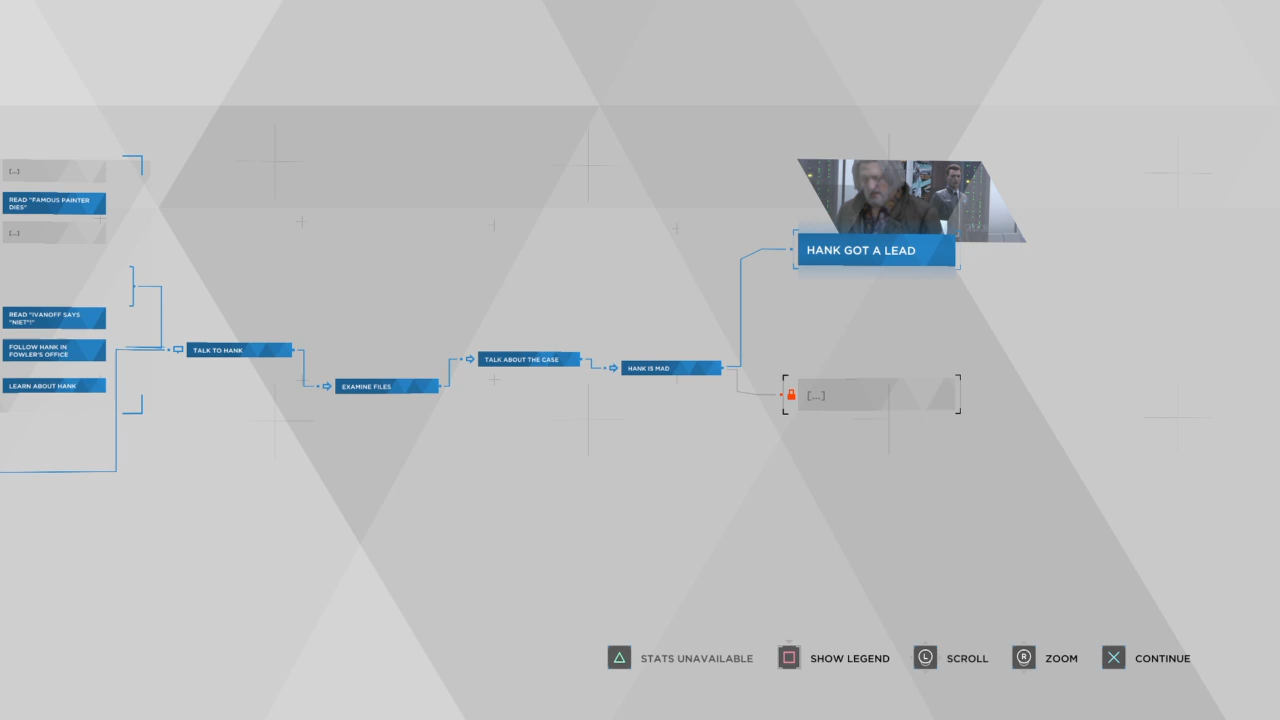 [...]
READ "FAMOUS PAINTER
DIES"
[...]
READ "IVANOFF SAYS
"NIET"!"
FOLLOW HANK IN
FOWLER'S OFFICE
LEARN ABOUT HANK
TALK TO HANK
EXAMINE FILES
TALK ABOUT THE CASE
HANK IS MAD
HANK GOT A LEAD
[...]
STATS UNAVAILABLE
SHOW LEGEND
L
SCROLL
R
ZOOM
CONTINUE